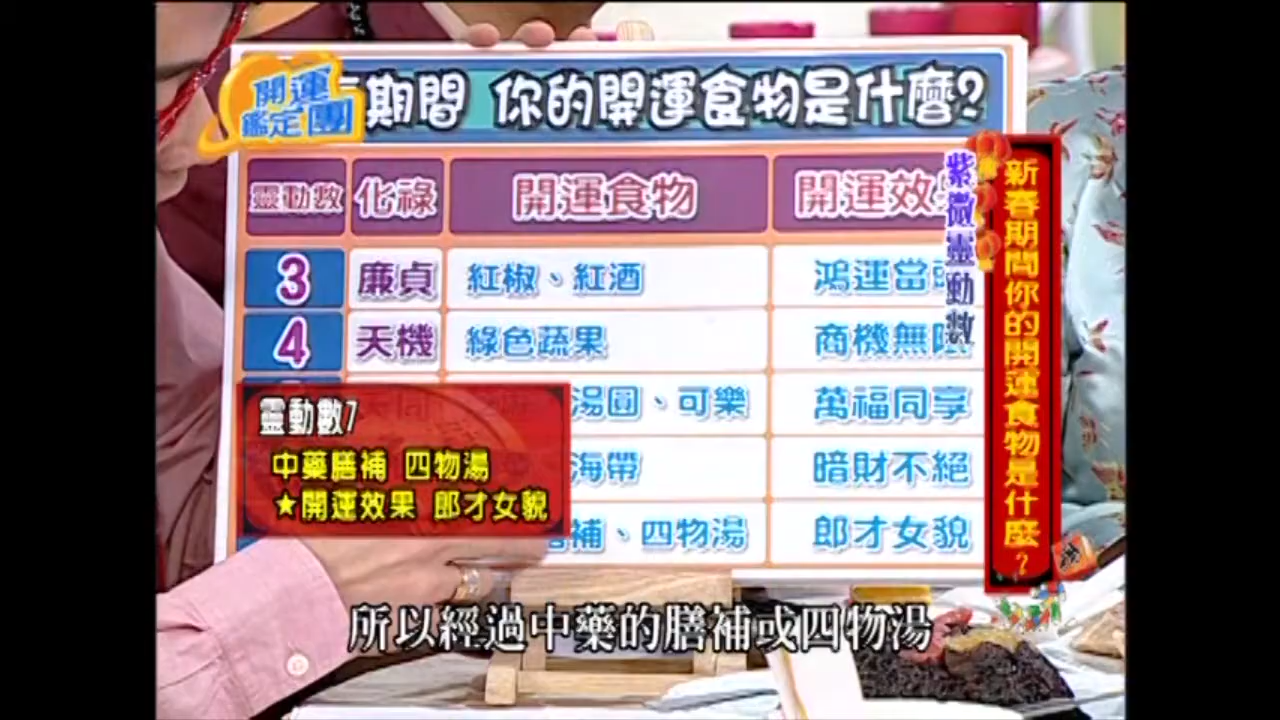 開運
鑑定團
期間 你的開運食物是什麼?
靈動數 化祿 開運食物 開運效
3 廉貞 紅椒、紅酒 鴻運當
4 天機 綠色蔬果 商機無限
湯圓、可樂 萬福同享
海帶 暗財不絕
補、四物湯 郎才女貌
紫微靈動數
新春期間你的開運食物是什麼?
靈動數7
中藥膳補 四物湯
★開運效果 郎才女貌
所以經過中藥的膳補或四物湯